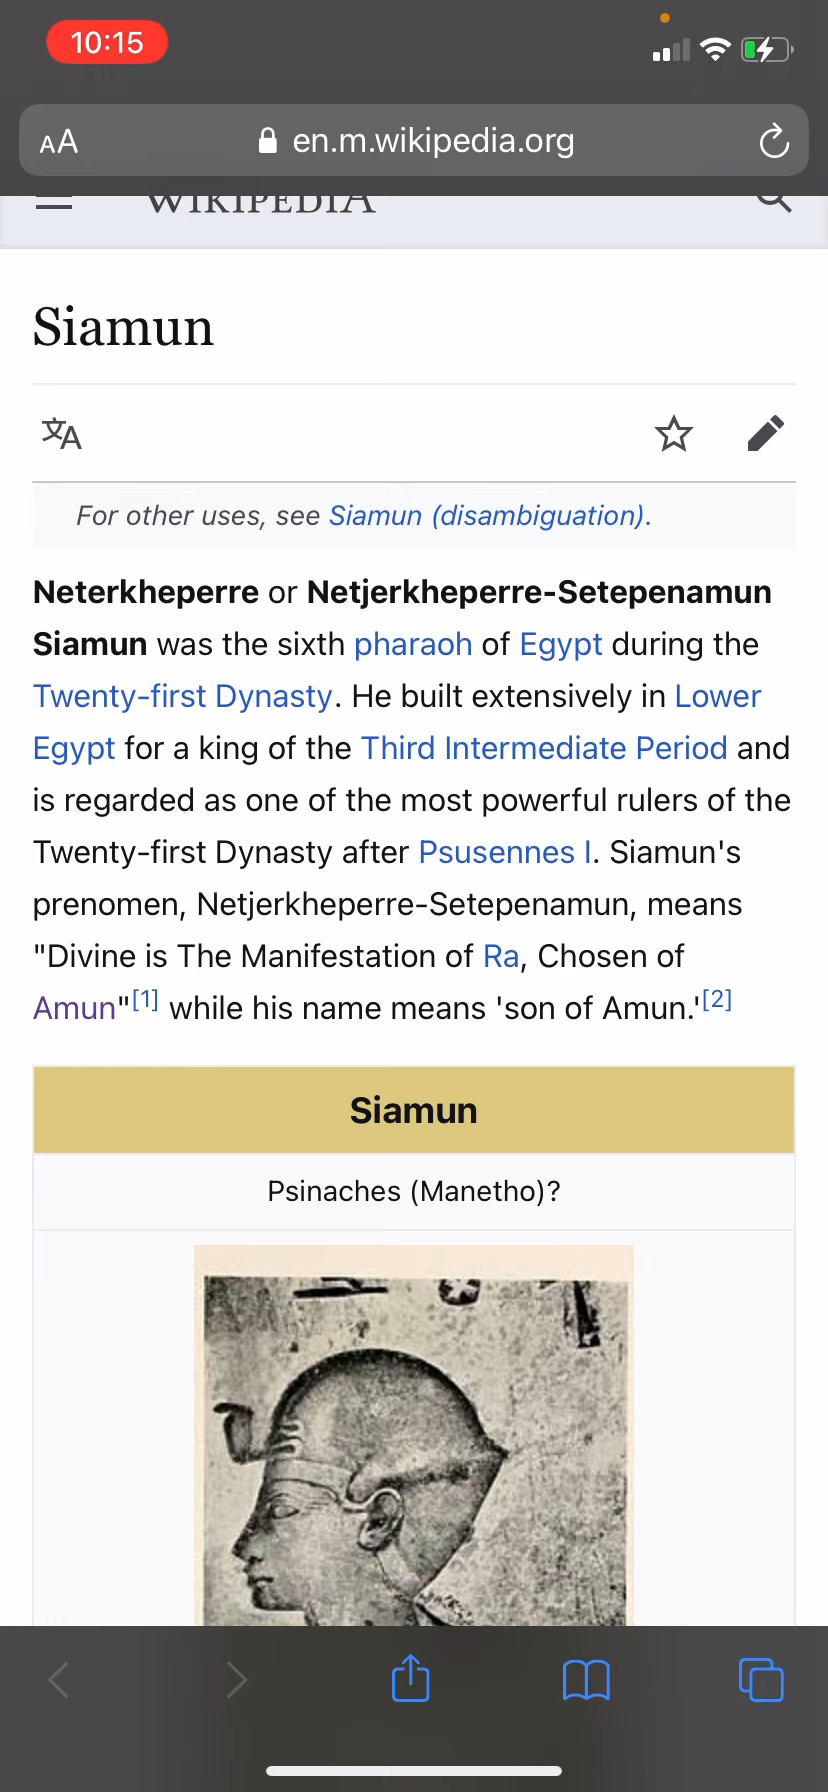 10:15
AA en.m.wikipedia.org
WIKIPEDIA
Siamun
文A
For other uses, see Siamun (disambiguation).
Neterkheperre or Netjerkheperre-Setepenamun
Siamun was the sixth pharaoh of Egypt during the
Twenty-first Dynasty. He built extensively in Lower
Egypt for a king of the Third Intermediate Period and
is regarded as one of the most powerful rulers of the
Twenty-first Dynasty after Psusennes I. Siamun's
prenomen, Netjerkheperre-Setepenamun, means
"Divine is The Manifestation of Ra, Chosen of
Amun"[1] while his name means 'son of Amun.'[2]
Siamun
Psinaches (Manetho)?